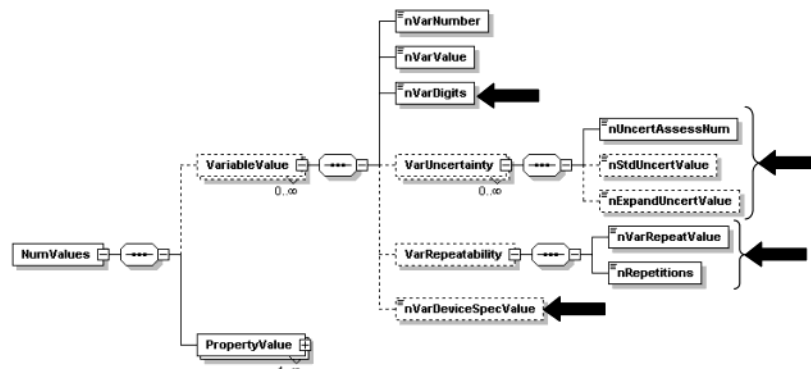 nVarNumber
nVarValue
nVarDigits
nUncertAssessNum
VariableValue
VarUncertainty
nStdUncertValue
0..∞
0..∞
nExpandUncertValue
nVarRepeatValue
NumValues
VarRepeatability
nRepetitions
nVarDeviceSpecValue
PropertyValue